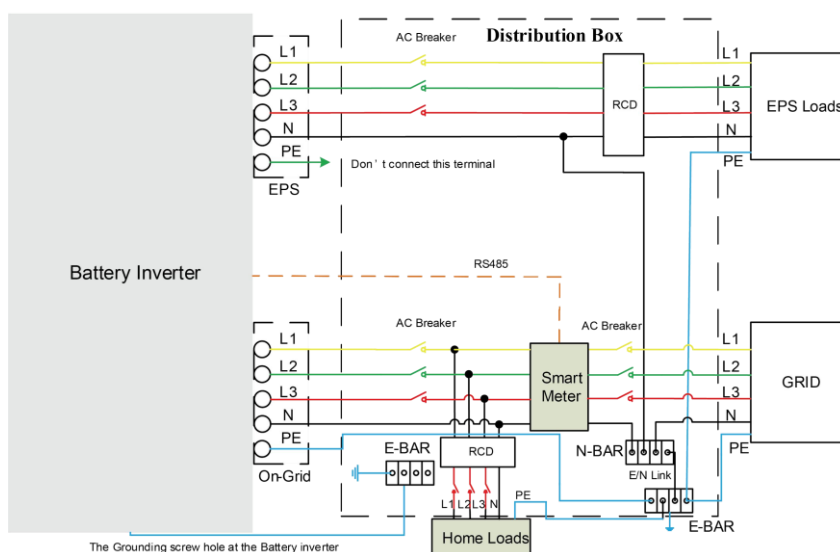 Distribution Box
AC Breaker
L1
L2
L3
N
PE
EPS
Don't connect this terminal
RCD
L1
L2
L3
N
PE
EPS Loads
Battery Inverter
RS485
AC Breaker
AC Breaker
L1
L2
L3
N
PE
On-Grid
Smart
Meter
L1
L2
L3
N
PE
GRID
E-BAR
RCD
N-BAR
E/N Link
L1 L2 L3 N
PE
E-BAR
Home Loads
The Grounding screw hole at the Battery inverter